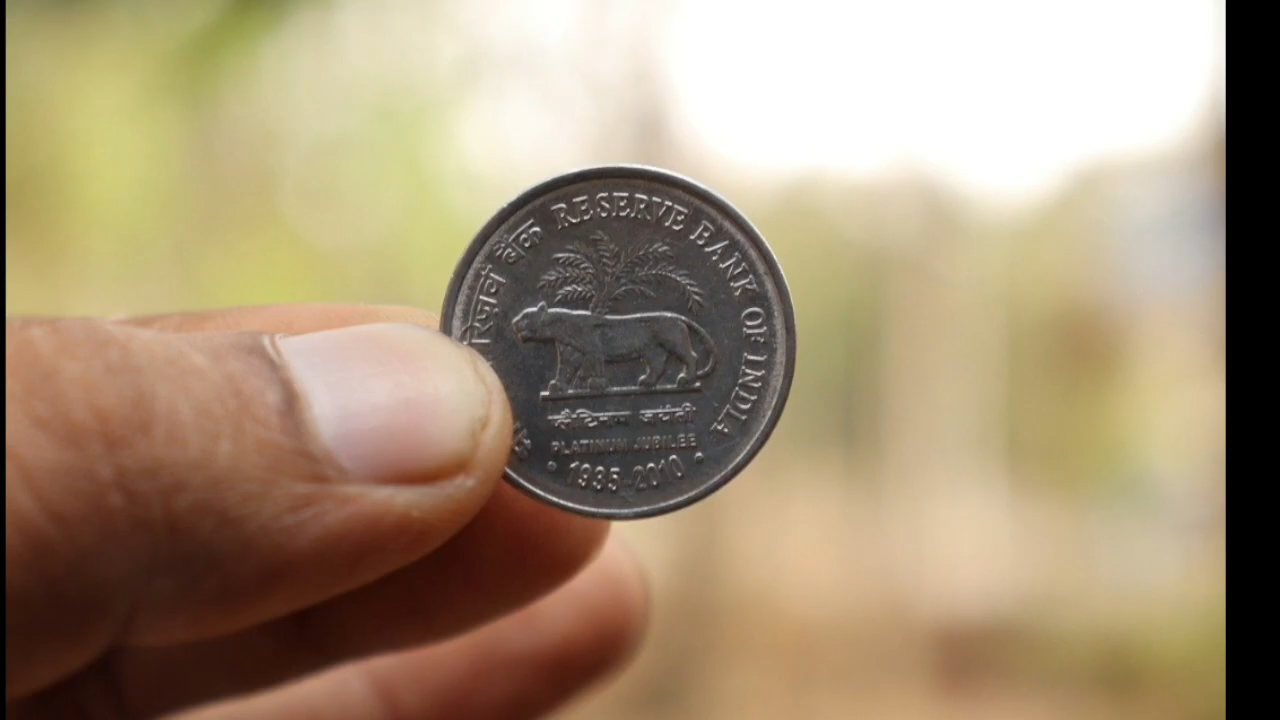 रिज़र्व बैंक RESERVE BANK OF INDIA
प्लैटिनम जयंती
PLATINUM JUBILEE
• 1935-2010 •